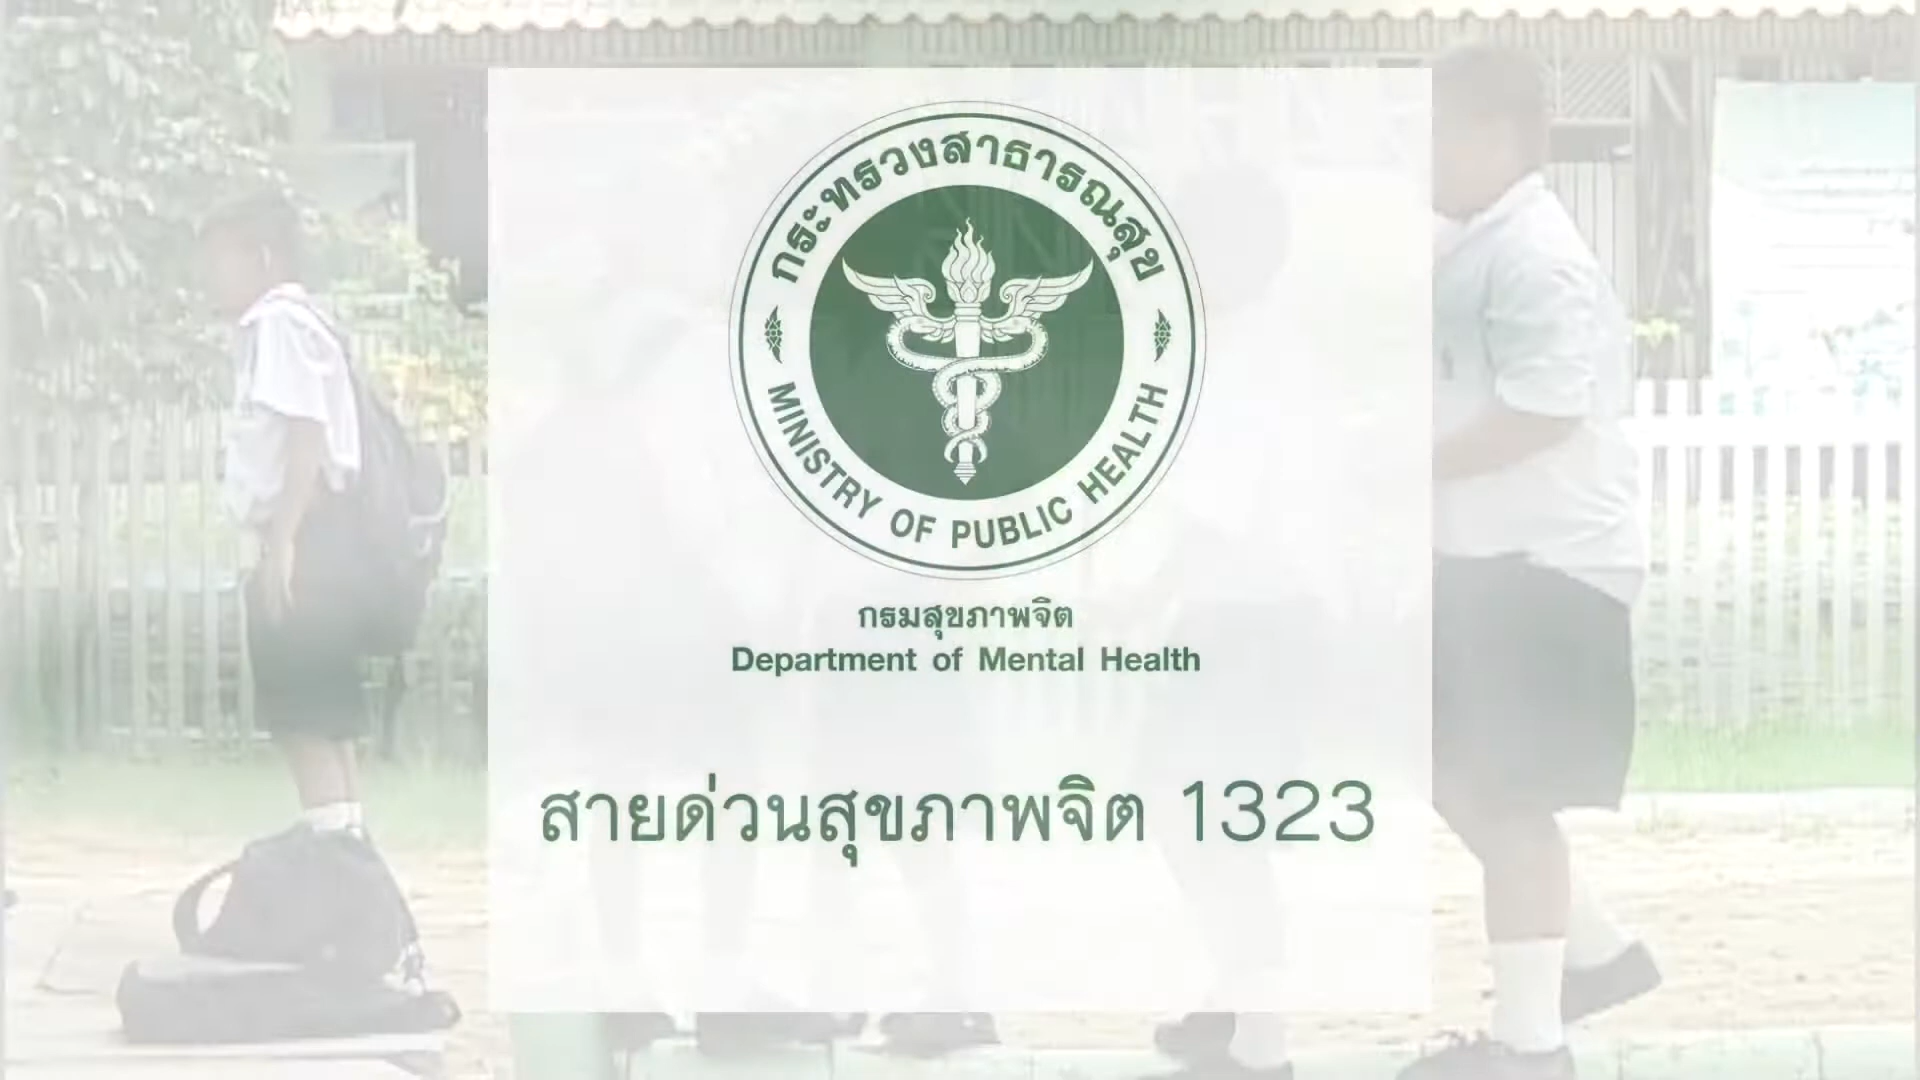 กระทรวงสาธารณสุข
MINISTRY OF PUBLIC HEALTH
กรมสุขภาพจิต
Department of Mental Health
สายด่วนสุขภาพจิต 1323